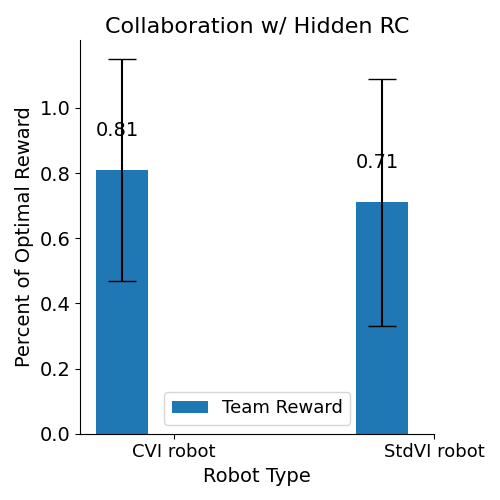 Collaboration w/ Hidden RC
Percent of Optimal Reward
1.0
0.8
0.6
0.4
0.2
0.0
0.81
0.71
Team Reward
CVI robot
StdVI robot
Robot Type